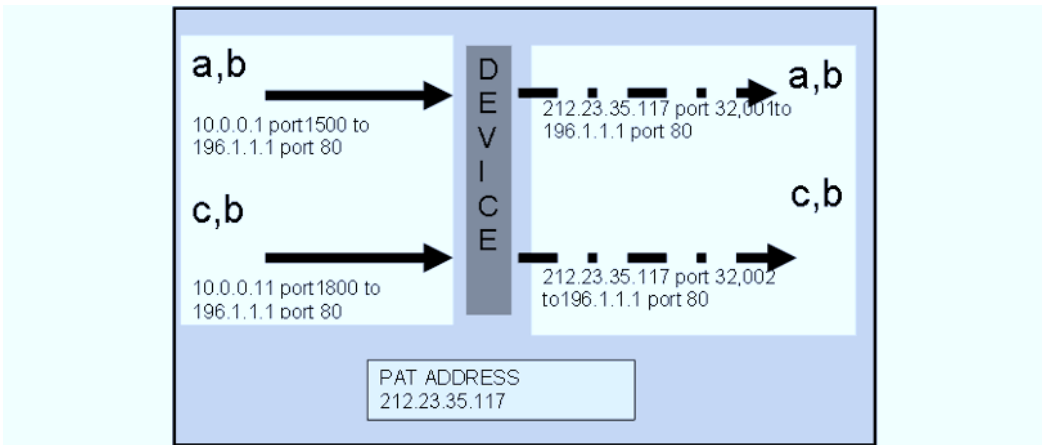 a,b
10.0.0.1 port1500 to
196.1.1.1 port 80
c,b
10.0.0.11 port1800 to
196.1.1.1 port 80
DEVICE
a,b
212.23.35.117 port 32,001to
196.1.1.1 port 80
c,b
212.23.35.117 port 32,002
to196.1.1.1 port 80
PAT ADDRESS
212.23.35.117